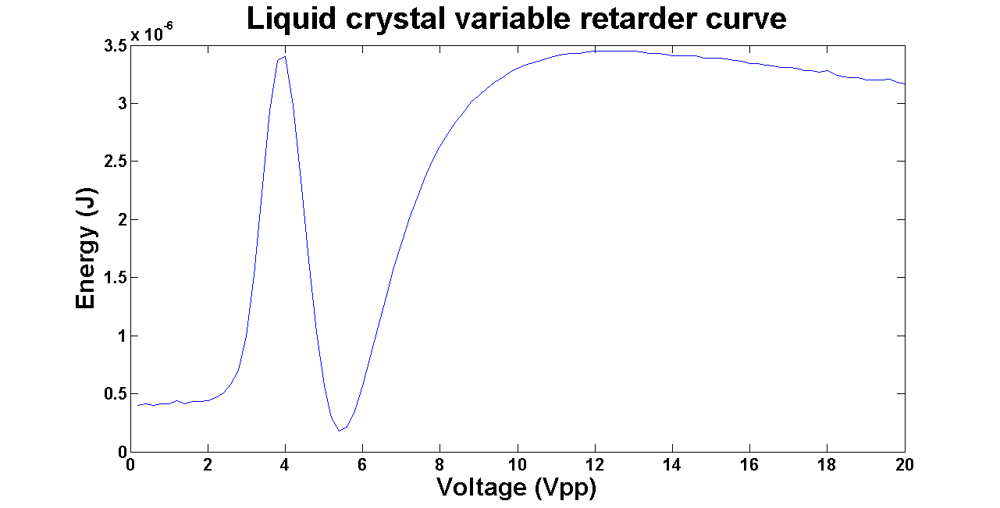 Liquid crystal variable retarder curve
x 10-6
3.5
3
2.5
2
1.5
1
0.5
0
Energy (J)
0 2 4 6 8 10 12 14 16 18 20
Voltage (Vpp)